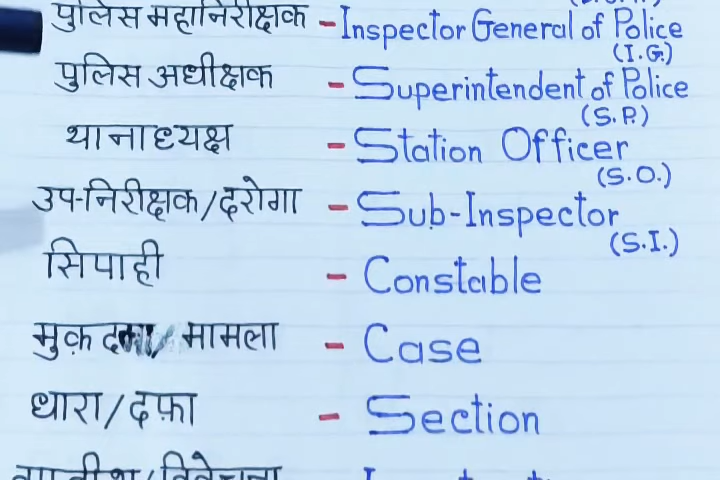 पुलिस महानिरीक्षक - Inspector General of Police
(I.G.)
पुलिस अधीक्षक - Superintendent of Police
(S.P.)
थानाध्यक्ष - Station Officer
(S.O.)
उप-निरीक्षक/दरोगा - Sub-Inspector
(S.I.)
सिपाही - Constable
मुक़दमा/ मामला - Case
धारा/दफ़ा - Section